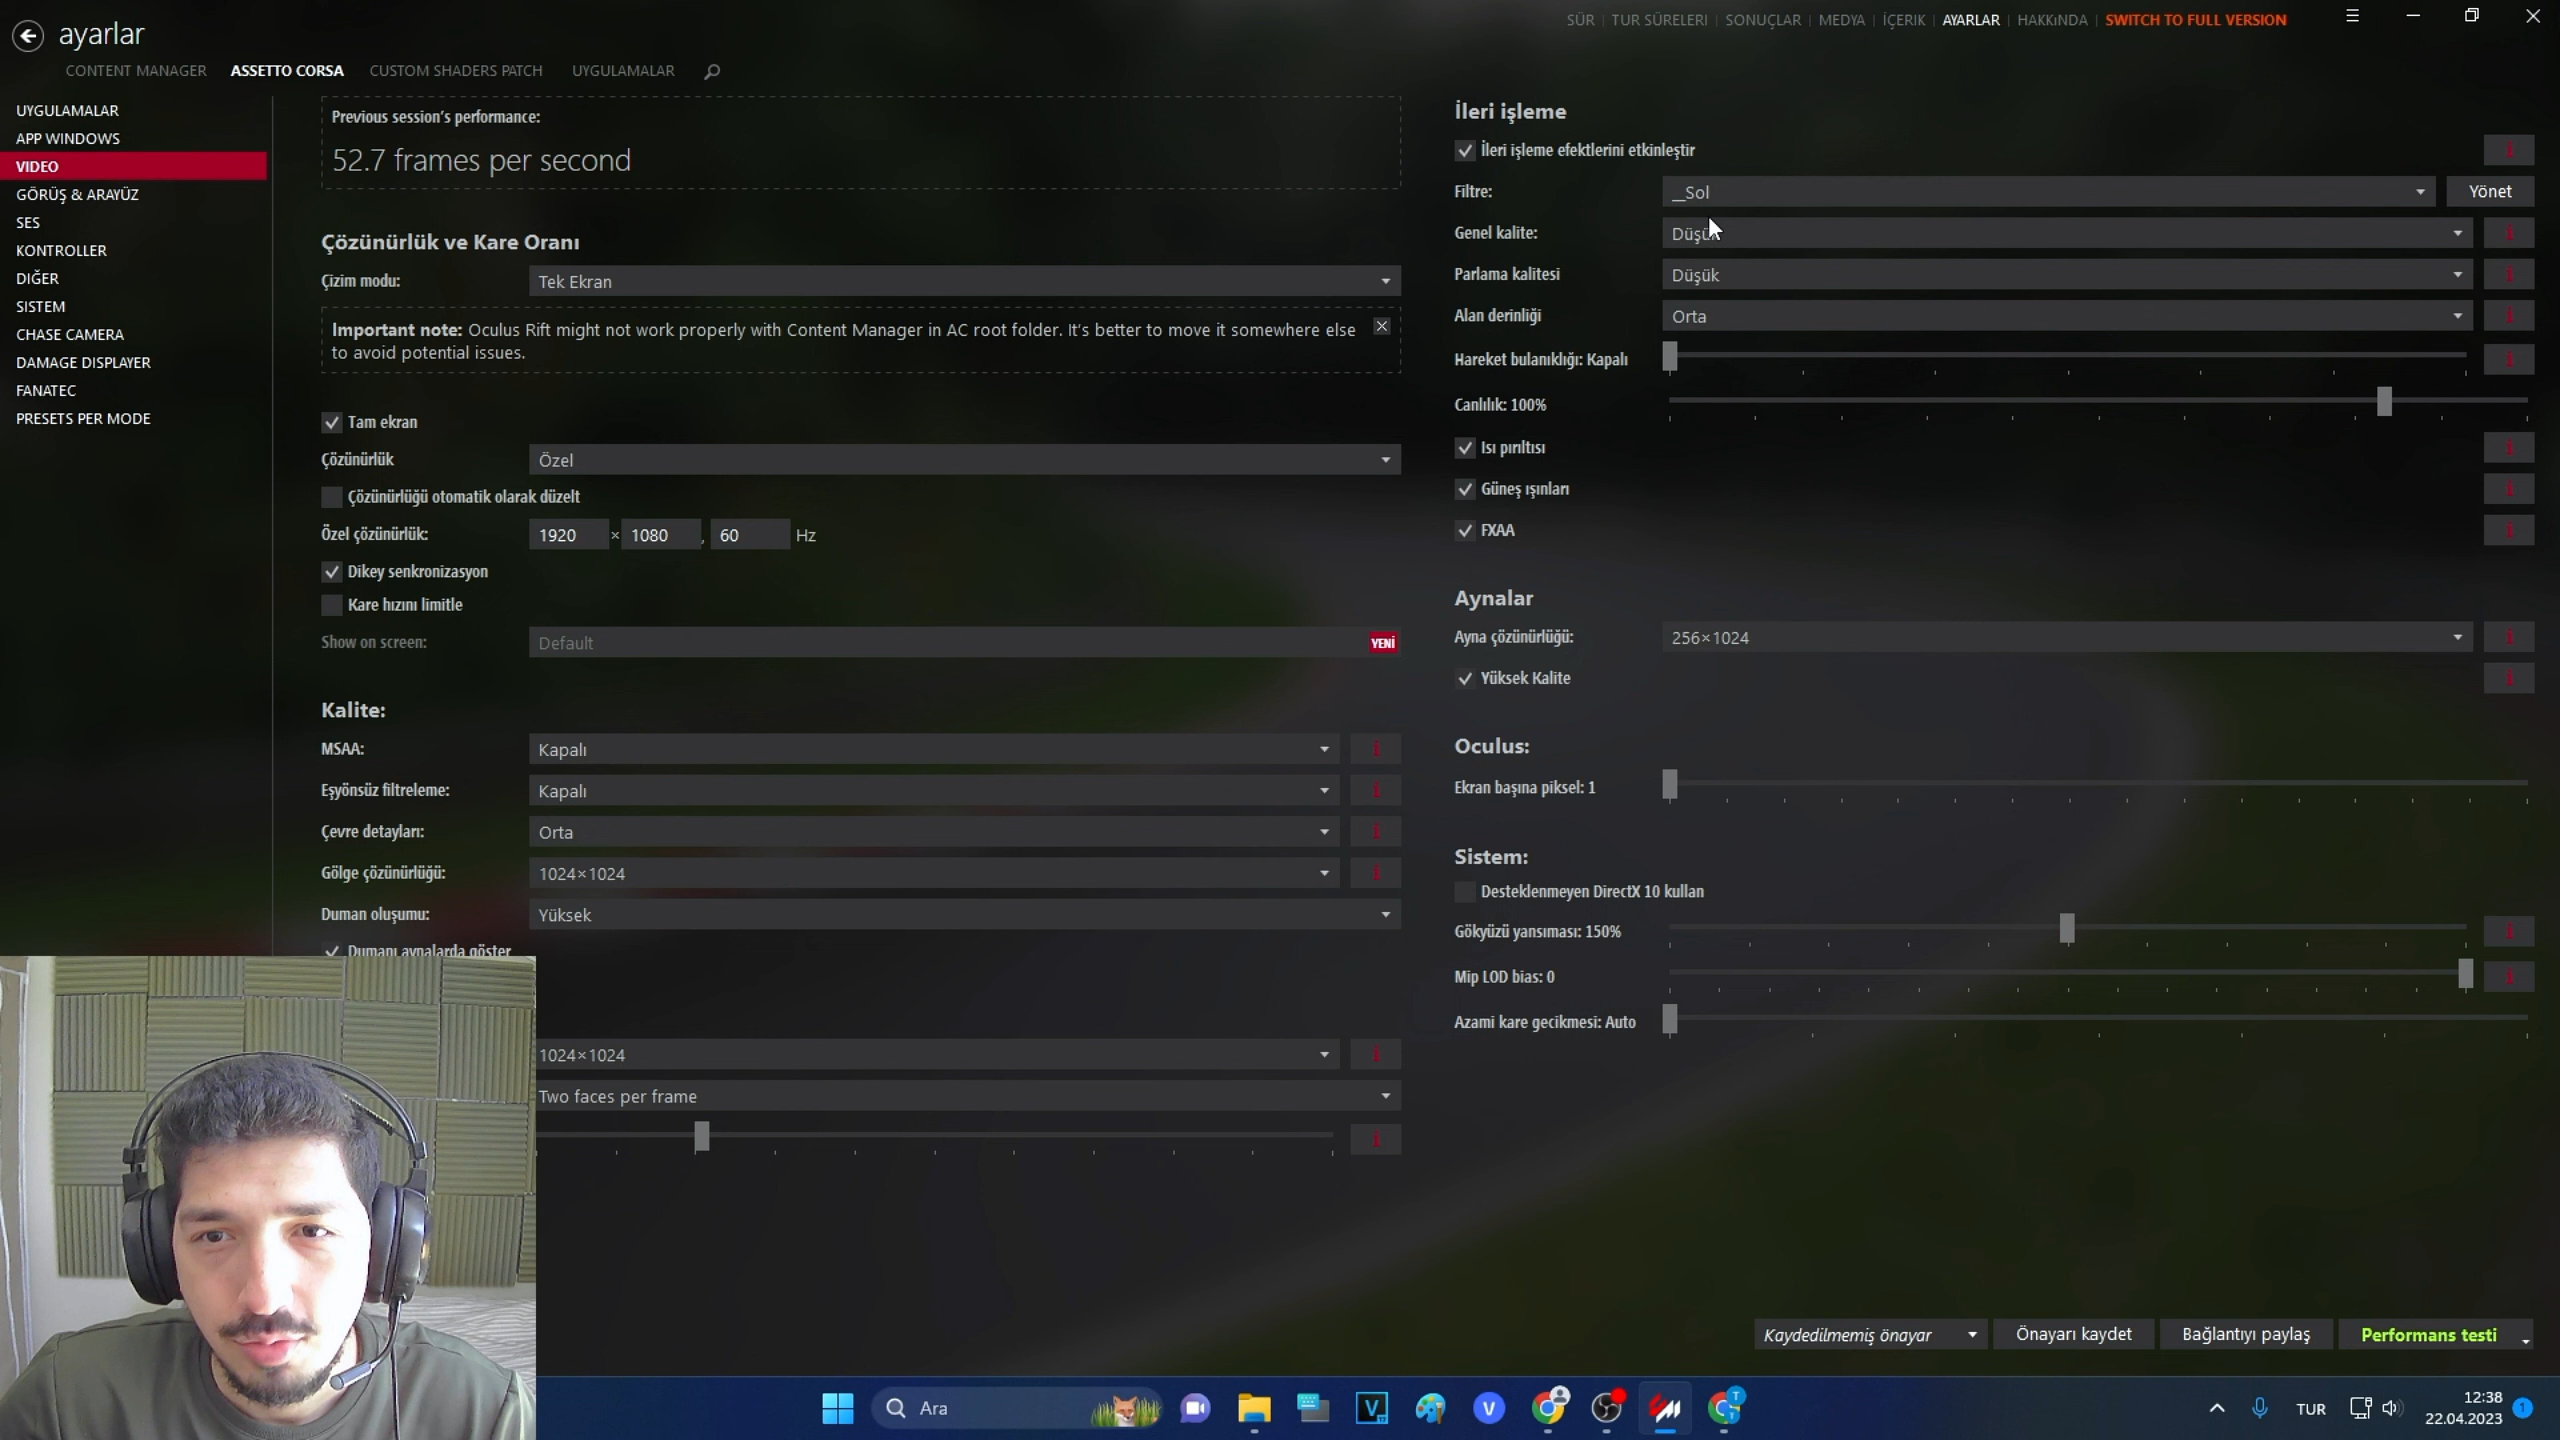 ayarlar
SÜR | TUR SÜRELERI | SONUÇLAR | MEDYA | İÇERIK | AYARLAR | HAKKıNDA | SWITCH TO FULL VERSION
CONTENT MANAGER ASSETTO CORSA CUSTOM SHADERS PATCH UYGULAMALAR
UYGULAMALAR
APP WINDOWS
VIDEO
GÖRÜŞ & ARAYÜZ
SES
KONTROLLER
DIĞER
SISTEM
CHASE CAMERA
DAMAGE DISPLAYER
FANATEC
PRESETS PER MODE
Previous session's performance:
52.7 frames per second
Çözünürlük ve Kare Oranı
Çizim modu: Tek Ekran
Important note: Oculus Rift might not work properly with Content Manager in AC root folder. It's better to move it somewhere else
to avoid potential issues.
Tam ekran
Çözünürlük Özel
Çözünürlüğü otomatik olarak düzelt
Özel çözünürlük: 1920 × 1080 , 60 Hz
Dikey senkronizasyon
Kare hızını limitle
Show on screen: Default YENİ
Kalite:
MSAA: Kapalı
Eşyönsüz filtreleme: Kapalı
Çevre detayları: Orta
Gölge çözünürlüğü: 1024×1024
Duman oluşumu: Yüksek
Dumanı aynalarda göster
1024×1024
Two faces per frame
İleri işleme
İleri işleme efektlerini etkinleştir
Filtre: __Sol Yönet
Genel kalite: Düşük
Parlama kalitesi Düşük
Alan derinliği Orta
Hareket bulanıklığı: Kapalı
Canlılık: 100%
Isı pırıltısı
Güneş ışınları
FXAA
Aynalar
Ayna çözünürlüğü: 256×1024
Yüksek Kalite
Oculus:
Ekran başına piksel: 1
Sistem:
Desteklenmeyen DirectX 10 kullan
Gökyüzü yansıması: 150%
Mip LOD bias: 0
Azami kare gecikmesi: Auto
Kaydedilmemiş önayar Önayarı kaydet Bağlantıyı paylaş Performans testi
Ara
TUR
12:38
22.04.2023
1